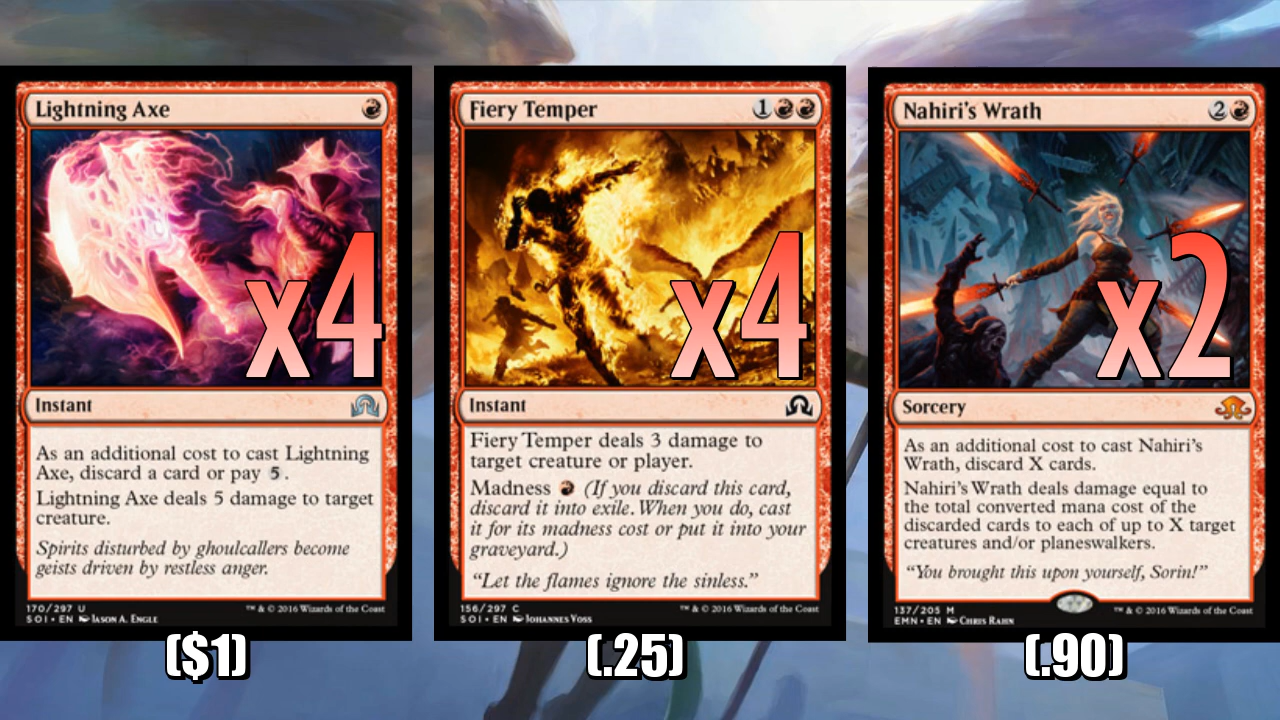 Lightning Axe
x4
Instant
As an additional cost to cast Lightning
Axe, discard a card or pay 5.
Lightning Axe deals 5 damage to target
creature.
Spirits disturbed by ghoulcallers become
geists driven by restless anger.
170/297 U
SOI • EN JASON A. ENGLE
™ & © 2016 Wizards of the Coast
($1)
Fiery Temper
1
x4
Instant
Fiery Temper deals 3 damage to
target creature or player.
Madness (If you discard this card,
discard it into exile. When you do, cast
it for its madness cost or put it into your
graveyard.)
“Let the flames ignore the sinless.”
156/297 C
SOI • EN JOHANNES VOSS
™ & © 2016 Wizards of the Coast
(.25)
Nahiri's Wrath
2
x2
Sorcery
As an additional cost to cast Nahiri's
Wrath, discard X cards.
Nahiri's Wrath deals damage equal to
the total converted mana cost of the
discarded cards to each of up to X target
creatures and/or planeswalkers.
“You brought this upon yourself, Sorin!”
137/205 M
EMN • EN CHRIS RAHN
™ & © 2016 Wizards of the Coast
(.90)